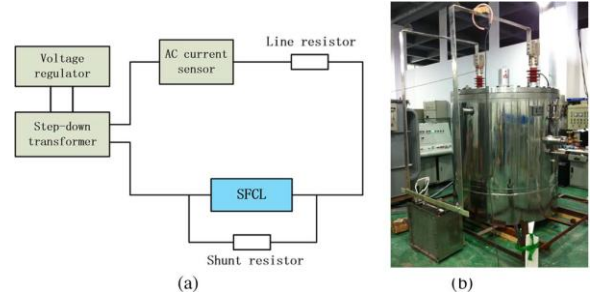 Voltage
regulator
Step-down
transformer
AC current
sensor
Line resistor
SFCL
Shunt resistor
(a)
(b)